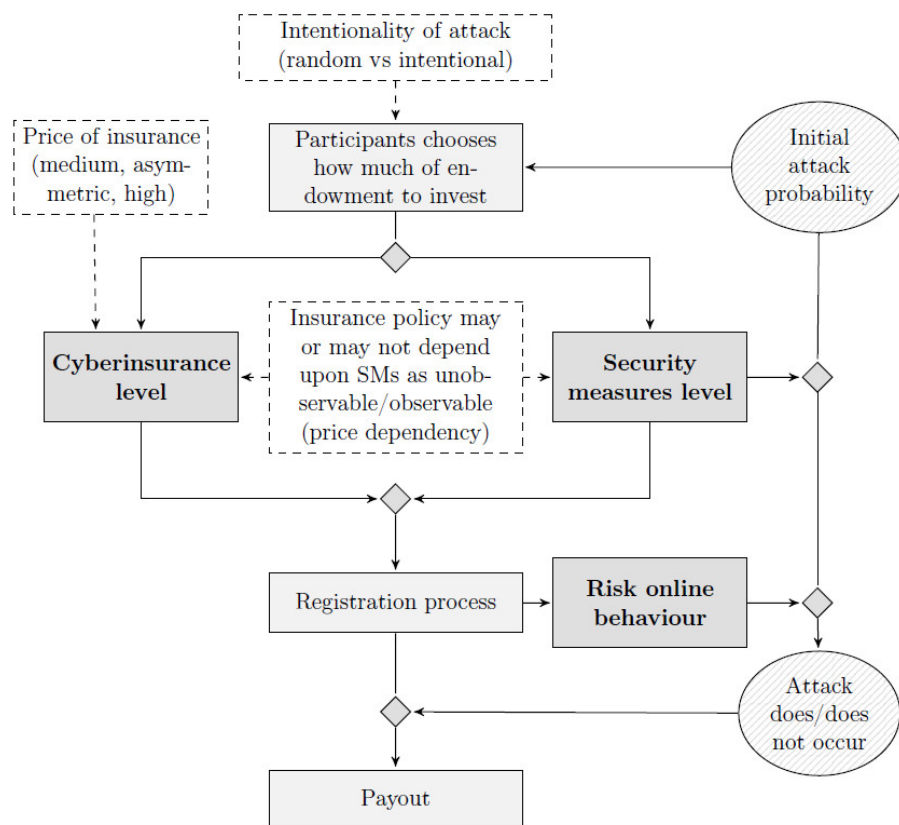 Intentionality of attack
(random vs intentional)
Price of insurance
(medium, asym-
metric, high)
Participants chooses
how much of en-
dowment to invest
Initial
attack
probability
Cyberinsurance
level
Insurance policy may
or may not depend
upon SMs as unob-
servable/observable
(price dependency)
Security
measures level
Registration process
Risk online
behaviour
Attack
does/does
not occur
Payout